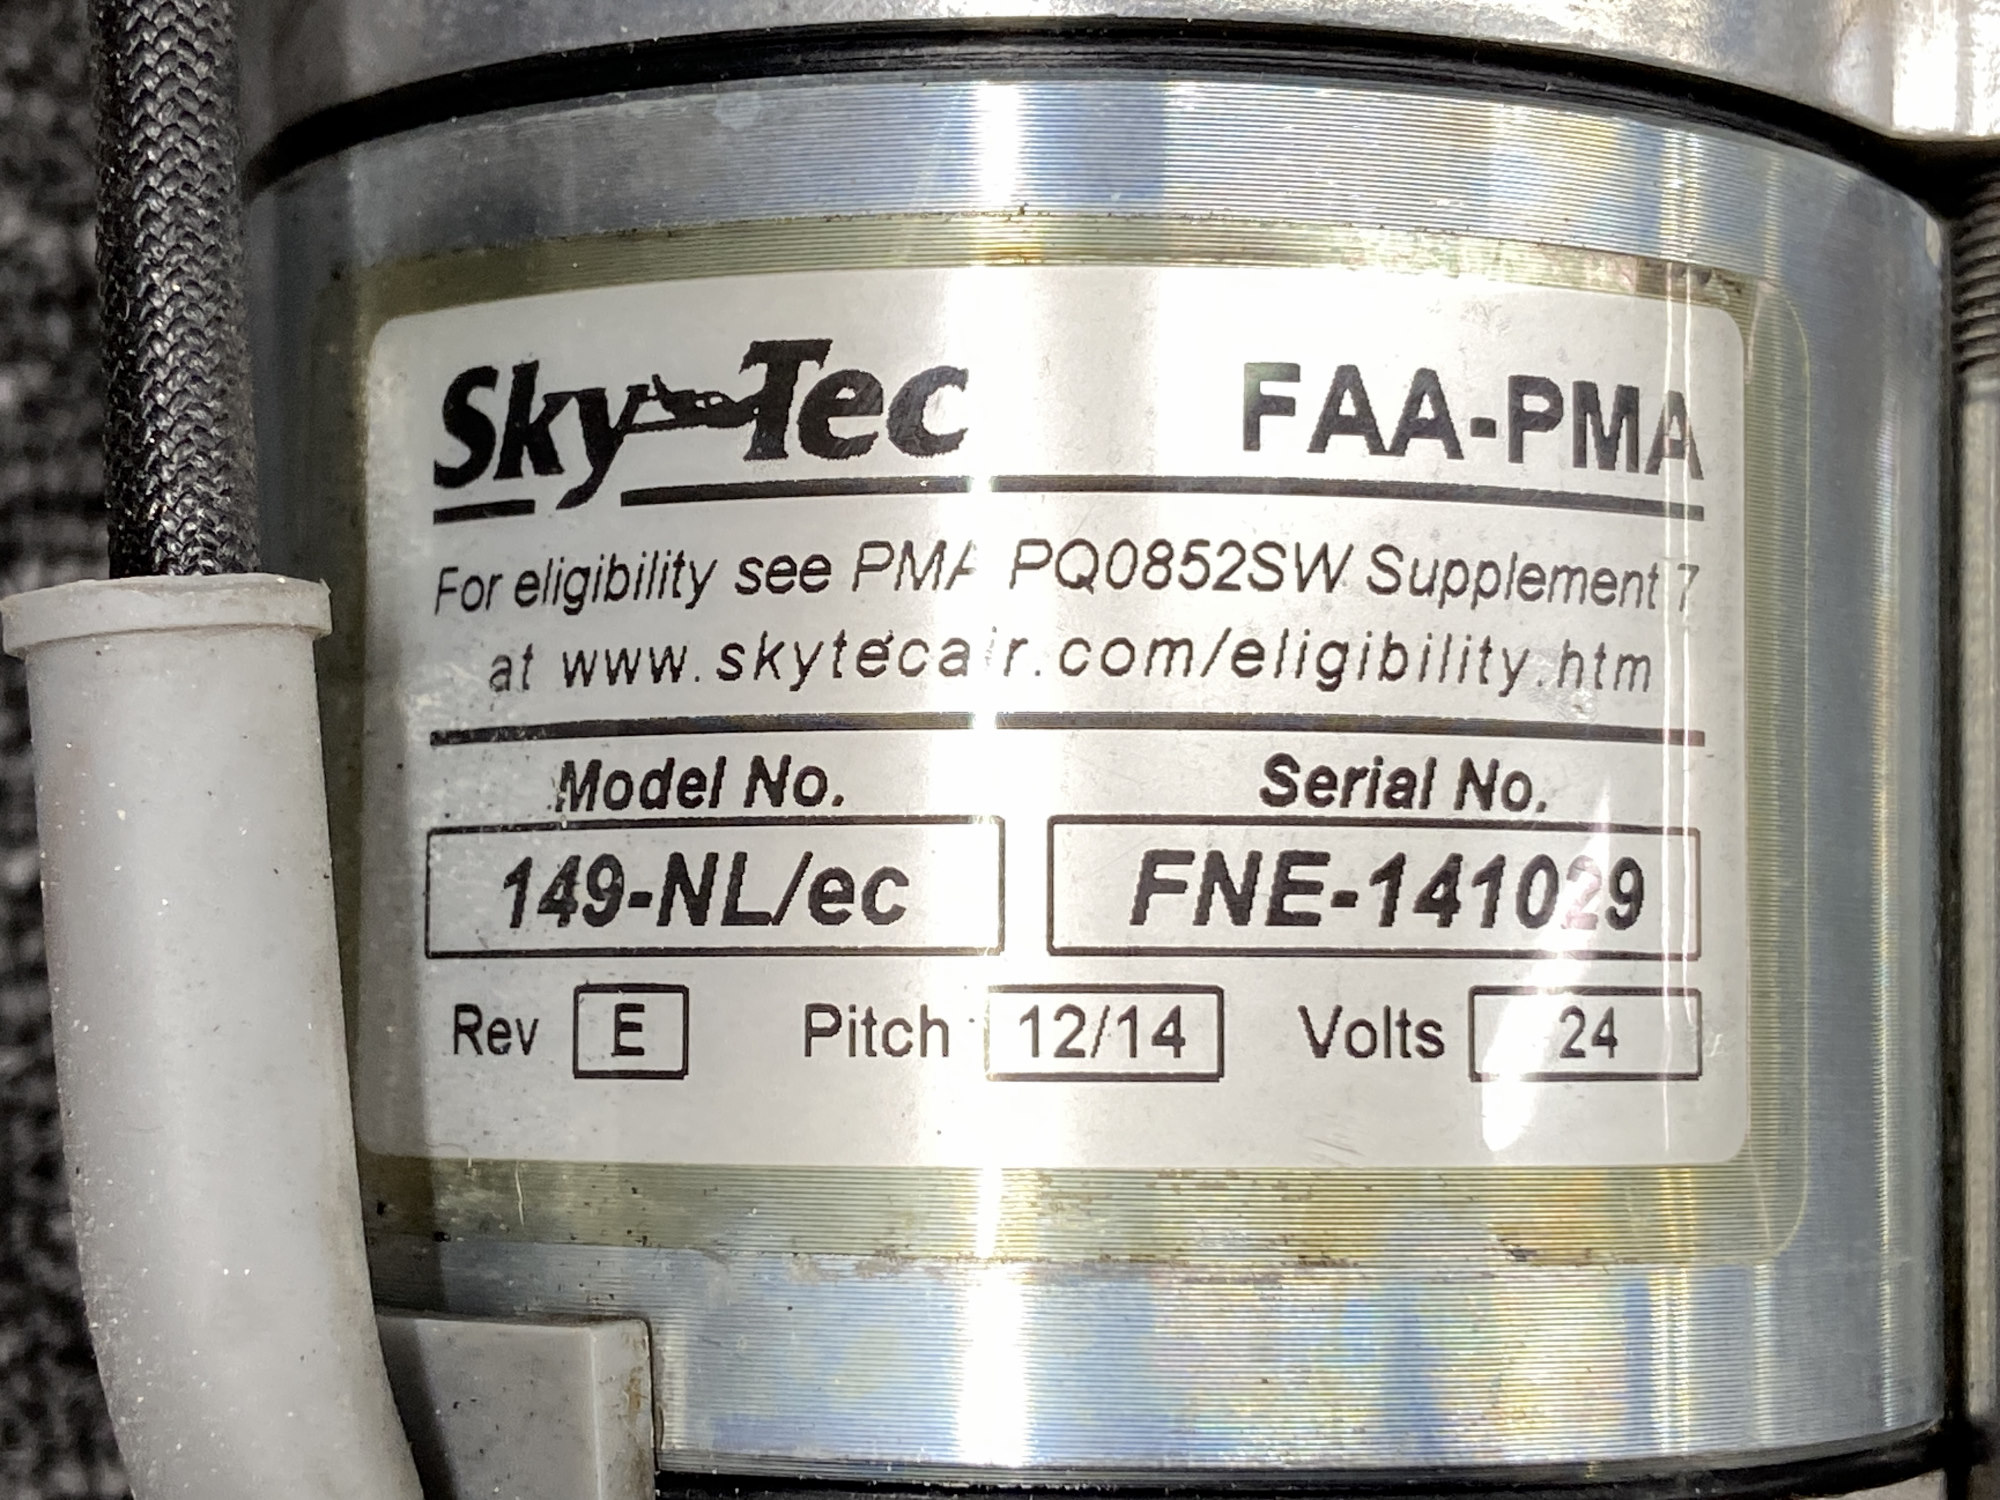 Sky-Tec FAA-PMA
For eligibility see PMA PQ0852SW Supplement 7
at www.skytecair.com/eligibility.htm
Model No. Serial No.
149-NL/ec FNE-141029
Rev E Pitch 12/14 Volts 24